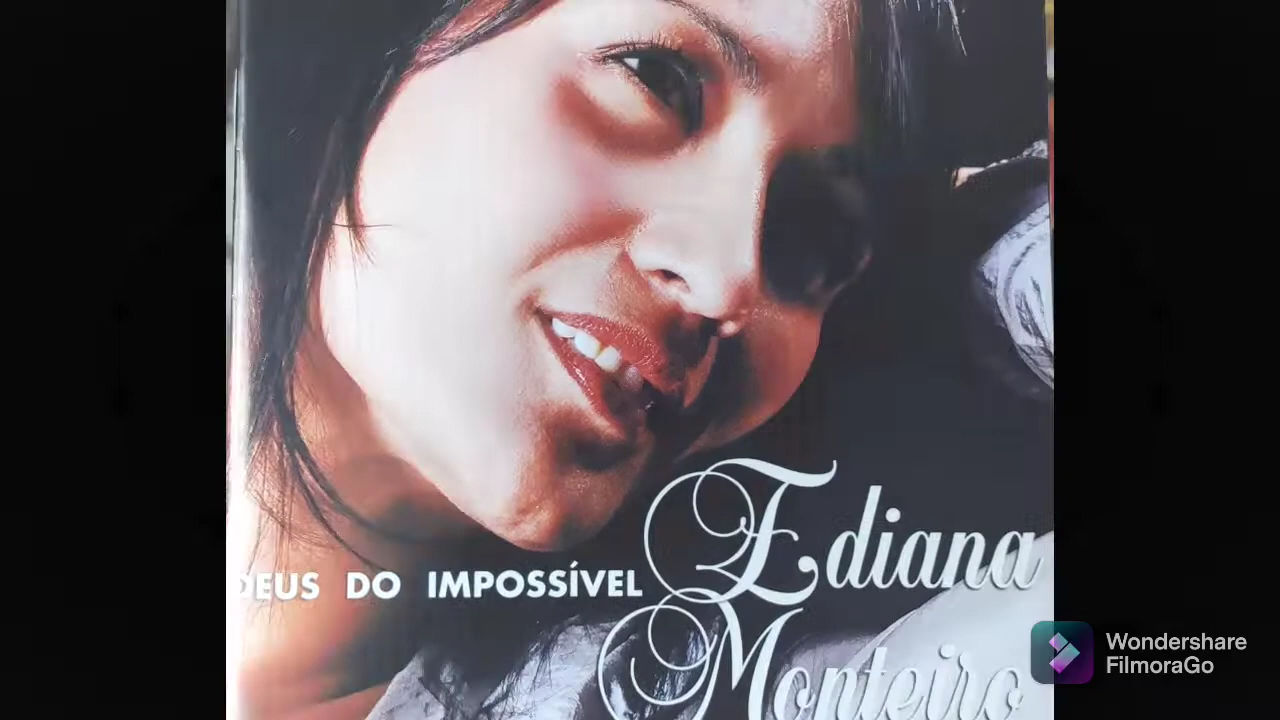 DEUS DO IMPOSSÍVEL
Ediana
Monteiro
Wondershare
FilmoraGo